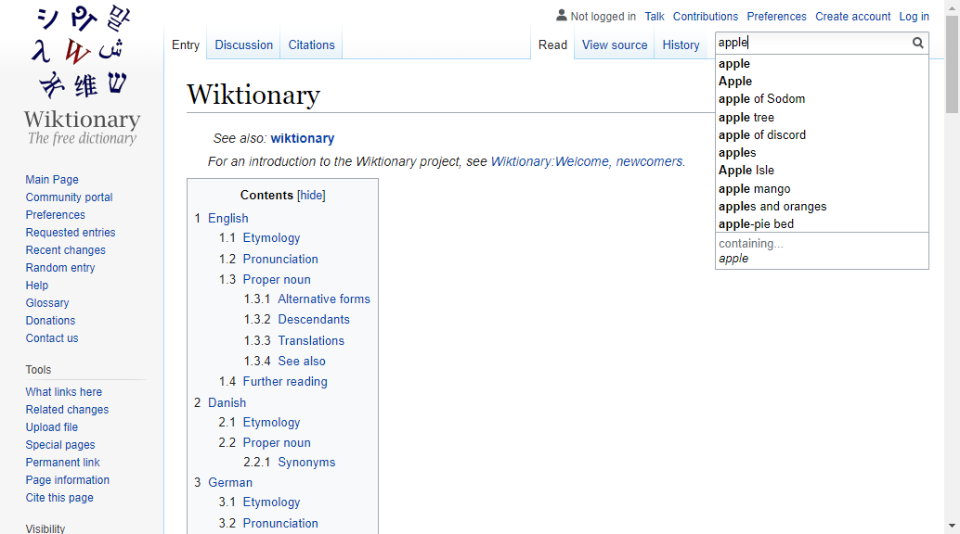 Not logged in Talk Contributions Preferences Create account Log in
Entry Discussion Citations Read View source History apple
Wiktionary
The free dictionary
Main Page
Community portal
Preferences
Requested entries
Recent changes
Random entry
Help
Glossary
Donations
Contact us
Tools
What links here
Related changes
Upload file
Special pages
Permanent link
Page information
Cite this page
Visibility
Wiktionary
See also: wiktionary
For an introduction to the Wiktionary project, see Wiktionary:Welcome, newcomers.
Contents [hide]
1 English
1.1 Etymology
1.2 Pronunciation
1.3 Proper noun
1.3.1 Alternative forms
1.3.2 Descendants
1.3.3 Translations
1.3.4 See also
1.4 Further reading
2 Danish
2.1 Etymology
2.2 Proper noun
2.2.1 Synonyms
3 German
3.1 Etymology
3.2 Pronunciation
apple
Apple
apple of Sodom
apple tree
apple of discord
apples
Apple Isle
apple mango
apples and oranges
apple-pie bed
containing...
apple